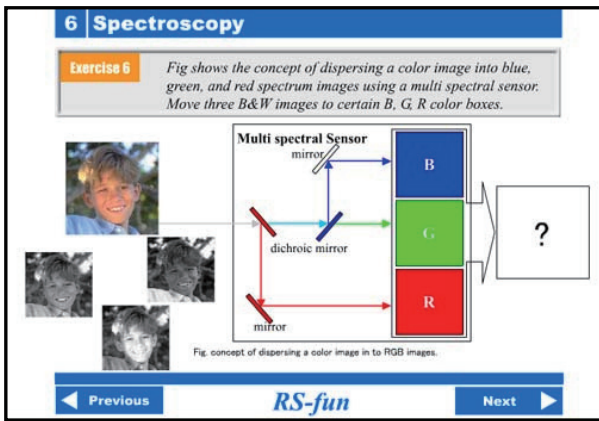 6 Spectroscopy
Exercise 6
Fig shows the concept of dispersing a color image into blue,
green, and red spectrum images using a multi spectral sensor.
Move three B&W images to certain B, G, R color boxes.
Multi spectral Sensor
mirror
B
dichroic mirror
G
?
mirror
R
Fig. concept of dispersing a color image in to RGB images.
Previous
RS-fun
Next